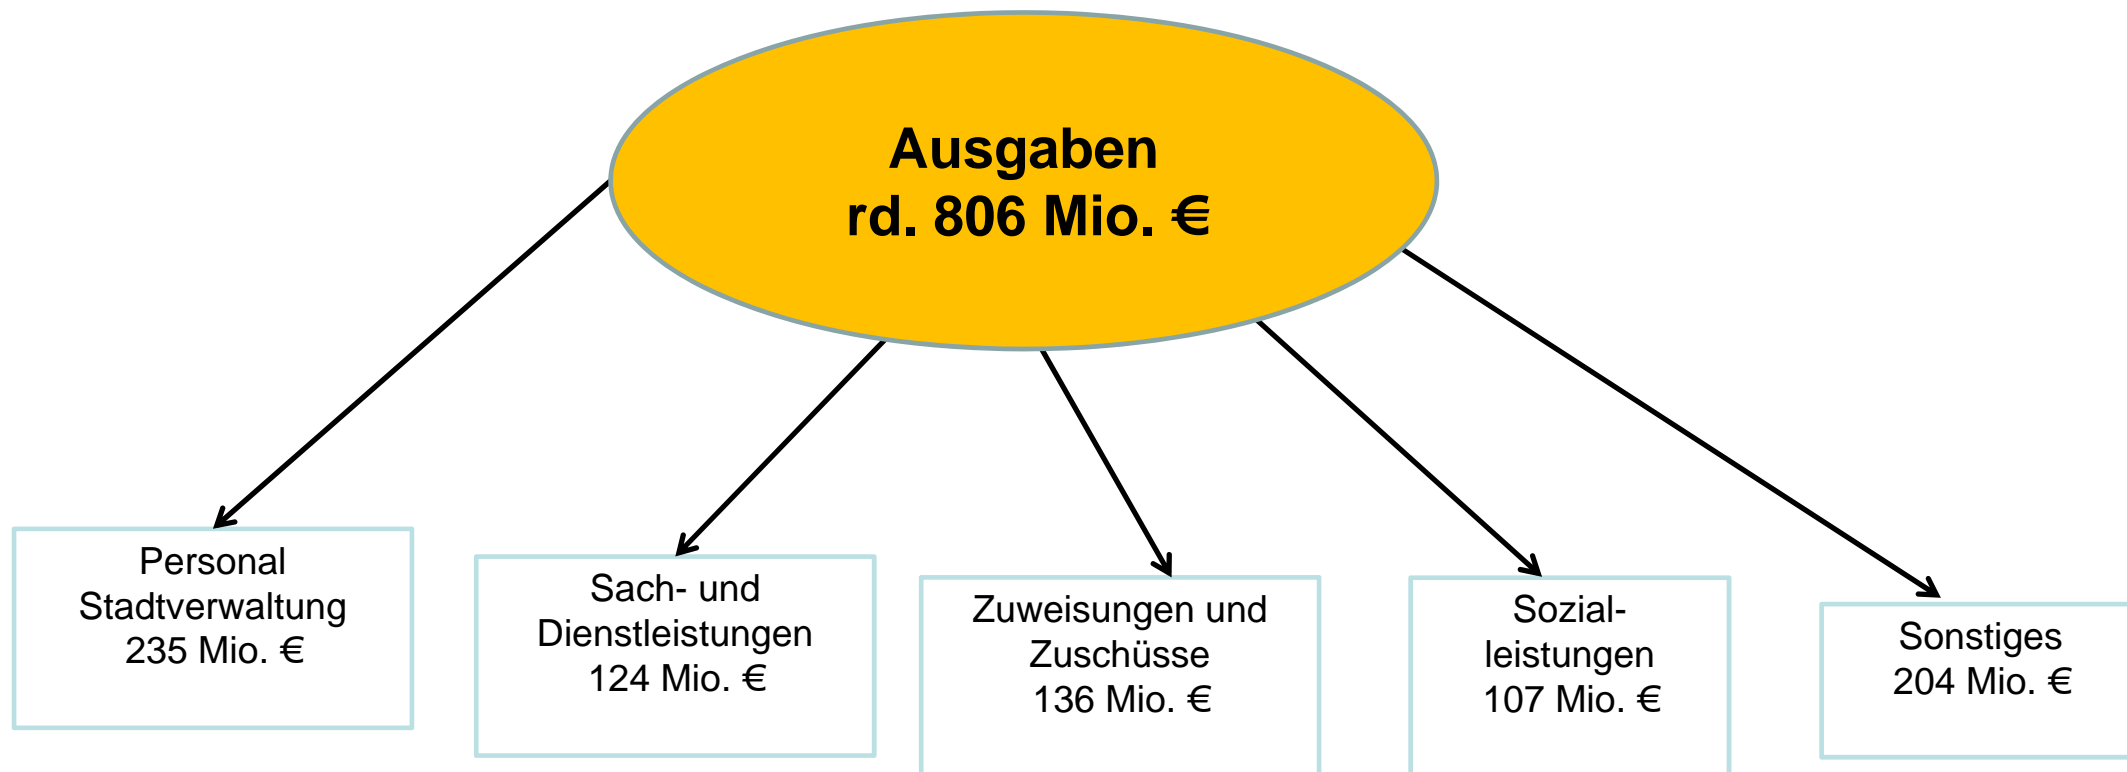 Ausgaben
rd. 806 Mio. €
Personal
Stadtverwaltung
235 Mio. €
Sach- und
Dienstleistungen
124 Mio. €
Zuweisungen und
Zuschüsse
136 Mio. €
Sozial-
leistungen
107 Mio. €
Sonstiges
204 Mio. €